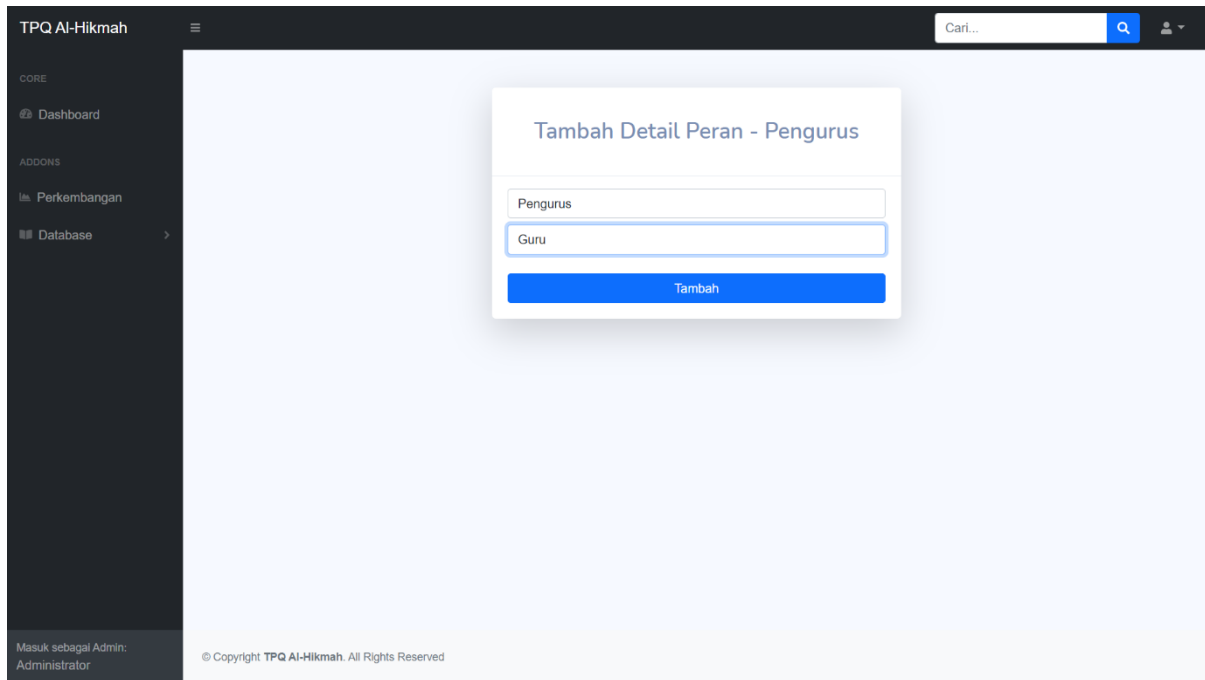 TPQ Al-Hikmah
Cari...
CORE
Dashboard
ADDONS
Perkembangan
Database
Tambah Detail Peran - Pengurus
Pengurus
Guru
Tambah
Masuk sebagai Admin:
Administrator
© Copyright TPQ Al-Hikmah. All Rights Reserved